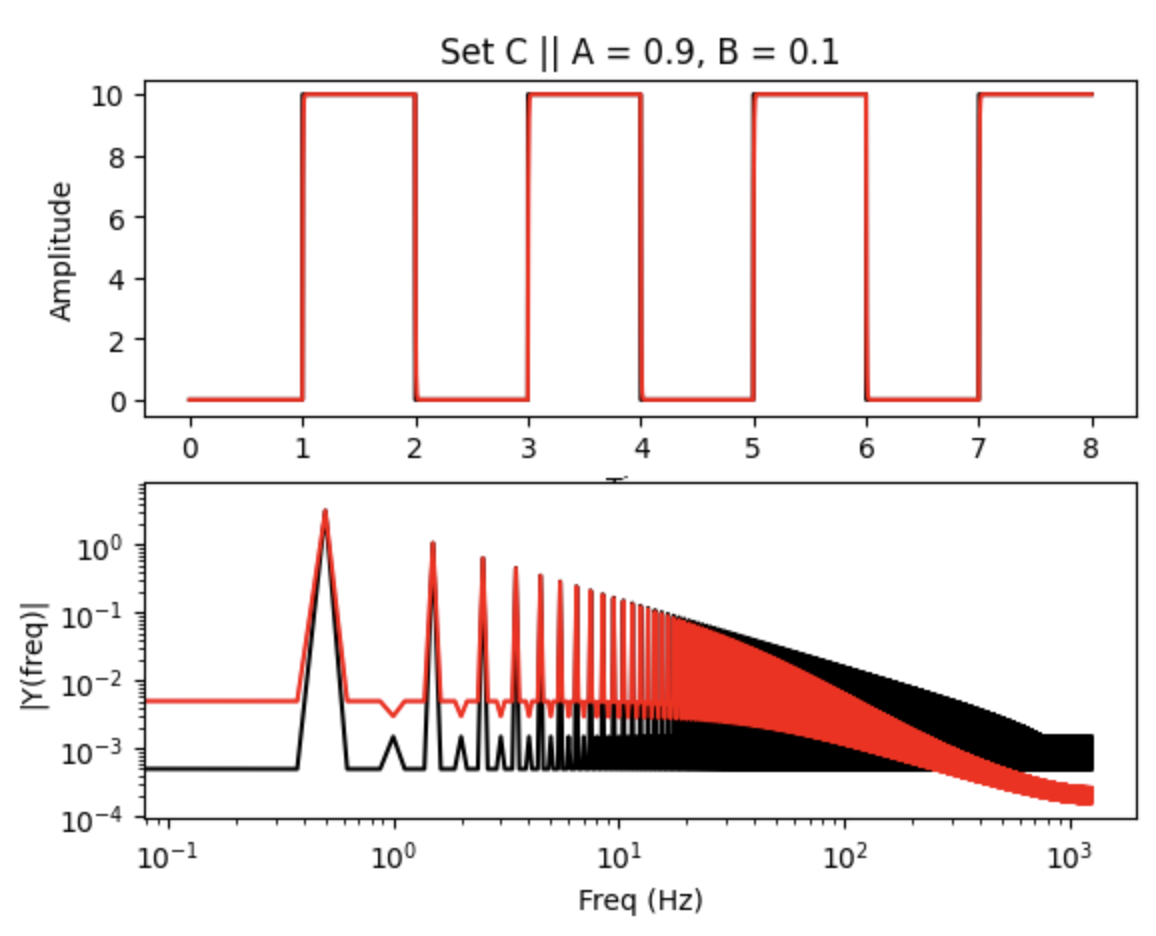 Set C || A = 0.9, B = 0.1
Amplitude
10
8
6
4
2
0
0 1 2 3 4 5 6 7 8
|Y(freq)|
10⁰
10⁻¹
10⁻²
10⁻³
10⁻⁴
10⁻¹ 10⁰ 10¹ 10² 10³
Freq (Hz)